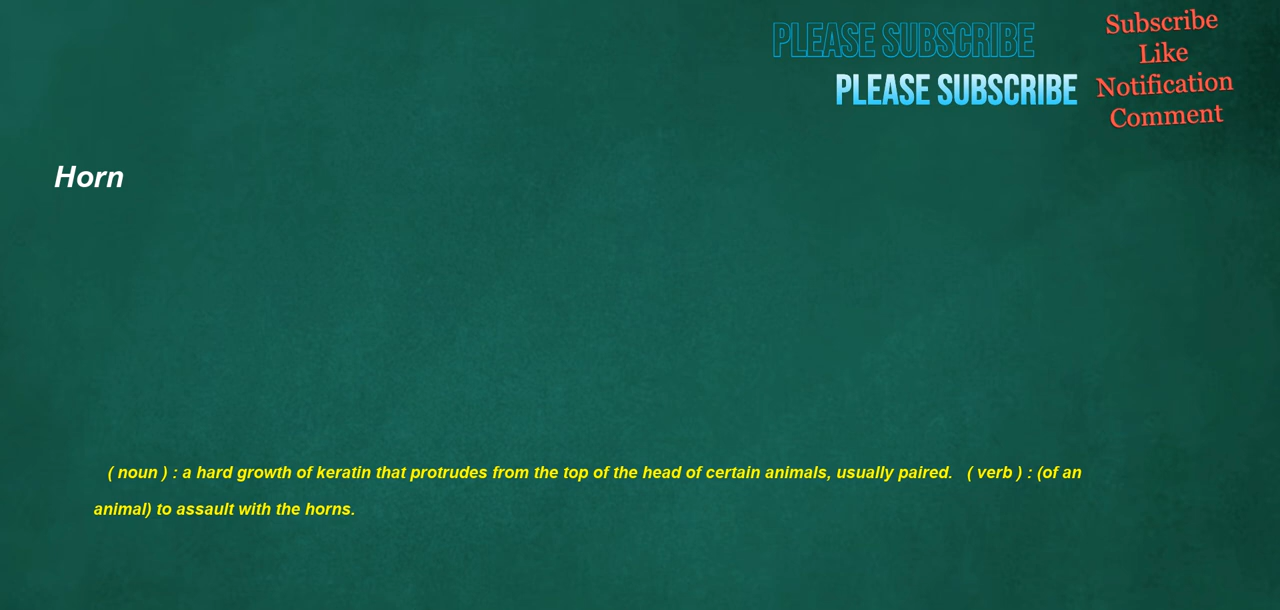 PLEASE SUBSCRIBE
PLEASE SUBSCRIBE
Subscribe
Like
Notification
Comment
Horn
( noun ) : a hard growth of keratin that protrudes from the top of the head of certain animals, usually paired. ( verb ) : (of an
animal) to assault with the horns.